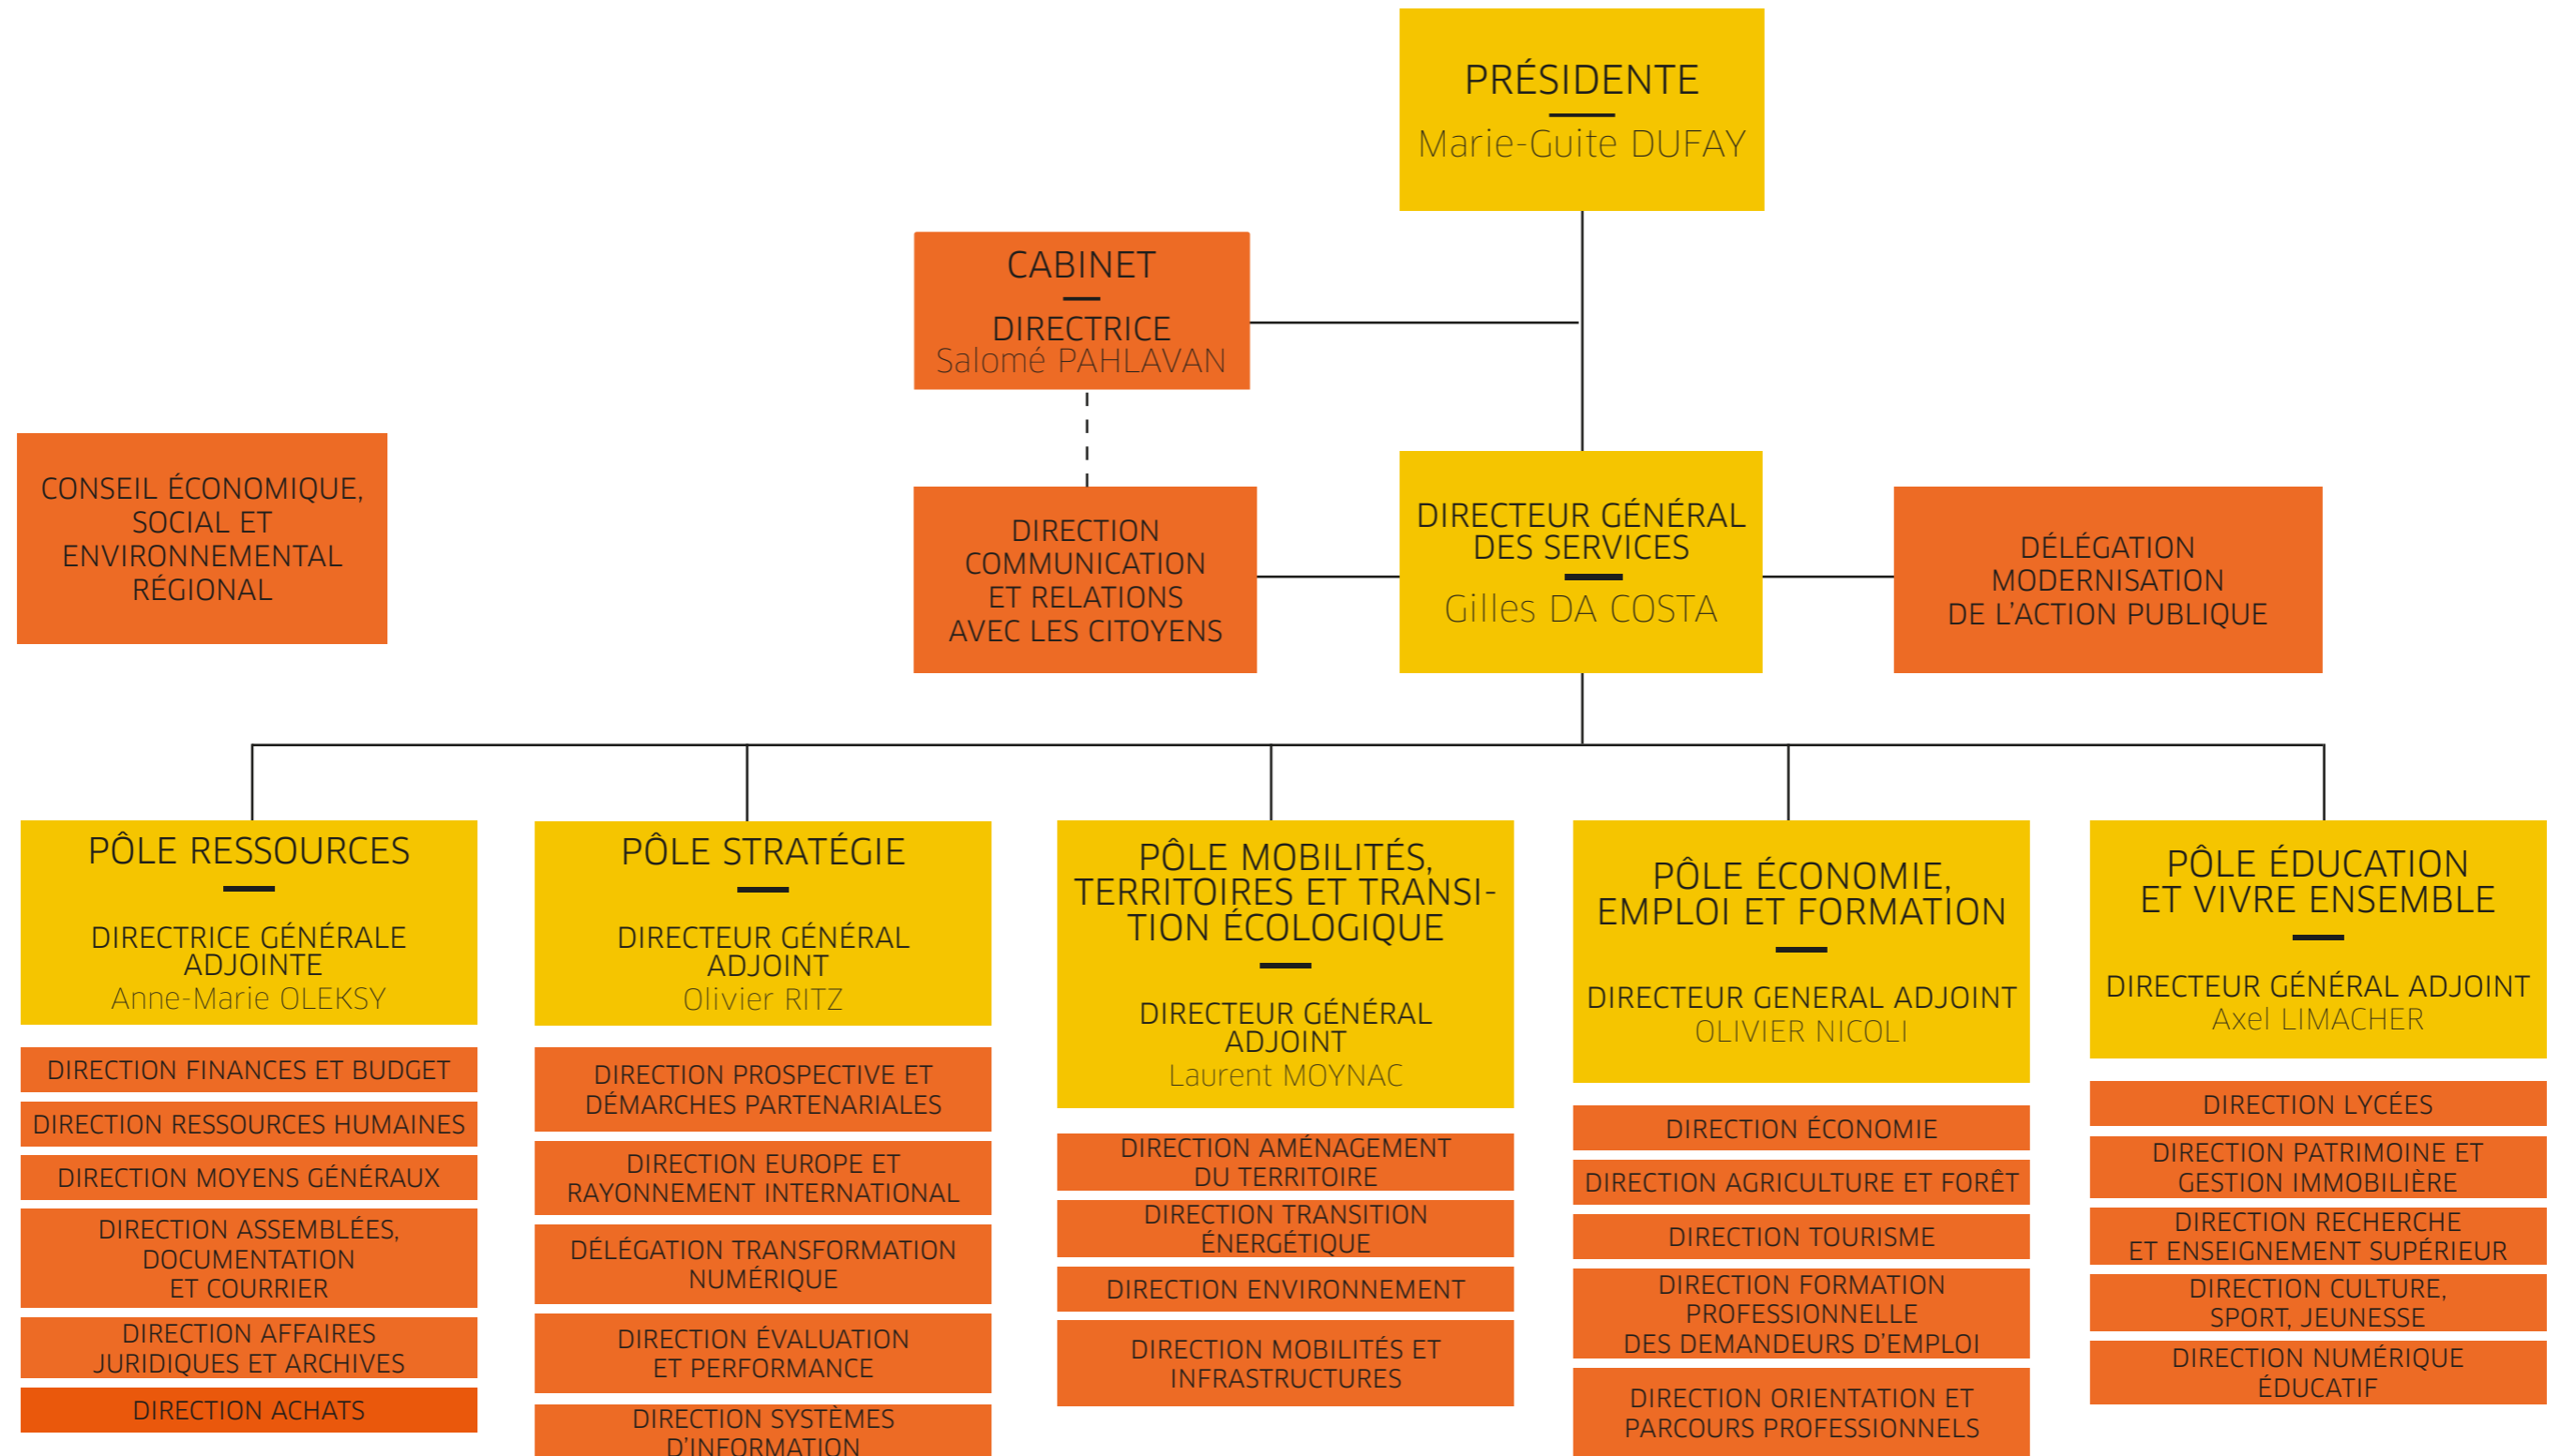 PRÉSIDENTE
Marie-Guite DUFAY
CABINET
DIRECTRICE
Salomé PAHLAVAN
CONSEIL ÉCONOMIQUE,
SOCIAL ET
ENVIRONNEMENTAL
RÉGIONAL
DIRECTION
COMMUNICATION
ET RELATIONS
AVEC LES CITOYENS
DIRECTEUR GÉNÉRAL
DES SERVICES
Gilles DA COSTA
DÉLÉGATION
MODERNISATION
DE L'ACTION PUBLIQUE
PÔLE RESSOURCES
DIRECTRICE GÉNÉRALE
ADJOINTE
Anne-Marie OLEKSY
DIRECTION FINANCES ET BUDGET
DIRECTION RESSOURCES HUMAINES
DIRECTION MOYENS GÉNÉRAUX
DIRECTION ASSEMBLÉES,
DOCUMENTATION
ET COURRIER
DIRECTION AFFAIRES
JURIDIQUES ET ARCHIVES
DIRECTION ACHATS
PÔLE STRATÉGIE
DIRECTEUR GÉNÉRAL
ADJOINT
Olivier RITZ
DIRECTION PROSPECTIVE ET
DÉMARCHES PARTENARIALES
DIRECTION EUROPE ET
RAYONNEMENT INTERNATIONAL
DÉLÉGATION TRANSFORMATION
NUMÉRIQUE
DIRECTION ÉVALUATION
ET PERFORMANCE
DIRECTION SYSTÈMES
D'INFORMATION
PÔLE MOBILITÉS,
TERRITOIRES ET TRANSI-
TION ÉCOLOGIQUE
DIRECTEUR GÉNÉRAL
ADJOINT
Laurent MOYNAC
DIRECTION AMÉNAGEMENT
DU TERRITOIRE
DIRECTION TRANSITION
ÉNERGÉTIQUE
DIRECTION ENVIRONNEMENT
DIRECTION MOBILITÉS ET
INFRASTRUCTURES
PÔLE ÉCONOMIE,
EMPLOI ET FORMATION
DIRECTEUR GENERAL ADJOINT
OLIVIER NICOLI
DIRECTION ÉCONOMIE
DIRECTION AGRICULTURE ET FORÊT
DIRECTION TOURISME
DIRECTION FORMATION
PROFESSIONNELLE
DES DEMANDEURS D'EMPLOI
DIRECTION ORIENTATION ET
PARCOURS PROFESSIONNELS
PÔLE ÉDUCATION
ET VIVRE ENSEMBLE
DIRECTEUR GÉNÉRAL ADJOINT
Axel LIMACHER
DIRECTION LYCÉES
DIRECTION PATRIMOINE ET
GESTION IMMOBILIÈRE
DIRECTION RECHERCHE
ET ENSEIGNEMENT SUPÉRIEUR
DIRECTION CULTURE,
SPORT, JEUNESSE
DIRECTION NUMÉRIQUE
ÉDUCATIF